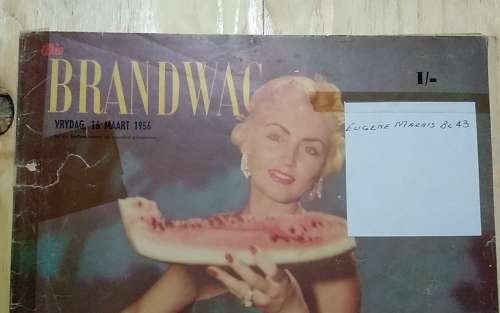 Die
BRANDWAG
1/-
VRYDAG, 16 MAART 1956
EUGENE MARAIS BL 43